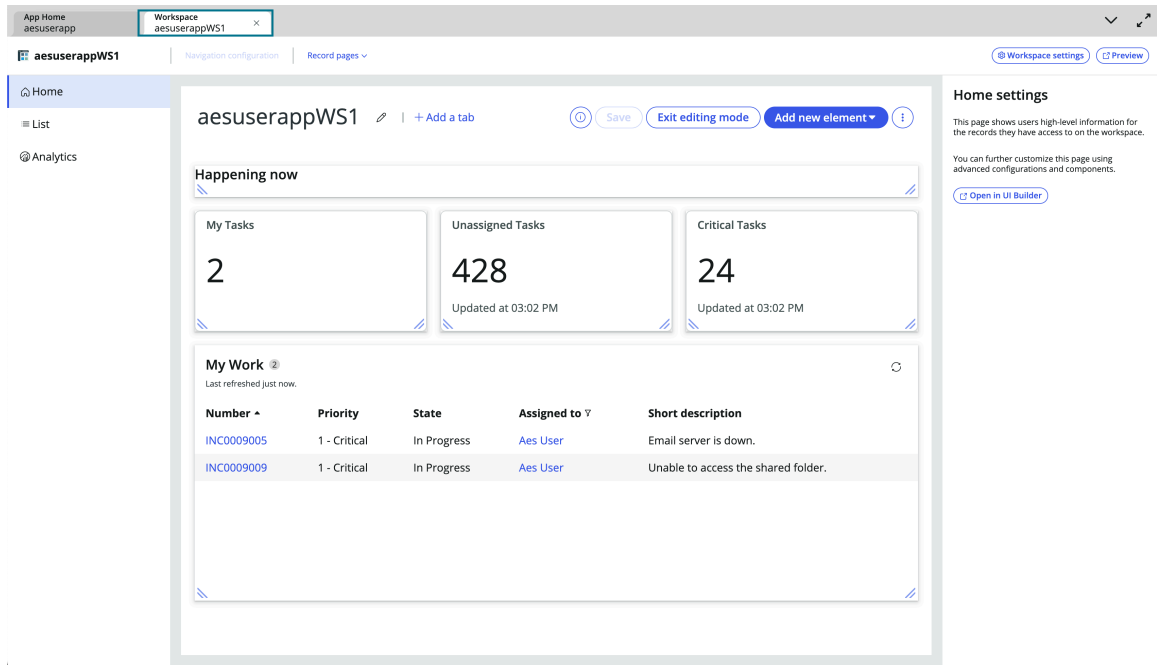 App Home
aesuserapp
Workspace
aesuserappWS1
aesuserappWS1
Navigation configuration
Record pages
Workspace settings
Preview
Home
List
Analytics
aesuserappWS1
+ Add a tab
Save
Exit editing mode
Add new element
Happening now
My Tasks
2
Unassigned Tasks
428
Updated at 03:02 PM
Critical Tasks
24
Updated at 03:02 PM
My Work 2
Last refreshed just now.
Number Priority State Assigned to Short description
INC0009005 1 - Critical In Progress Aes User Email server is down.
INC0009009 1 - Critical In Progress Aes User Unable to access the shared folder.
Home settings
This page shows users high-level information for
the records they have access to on the workspace.
You can further customize this page using
advanced configurations and components.
Open in UI Builder